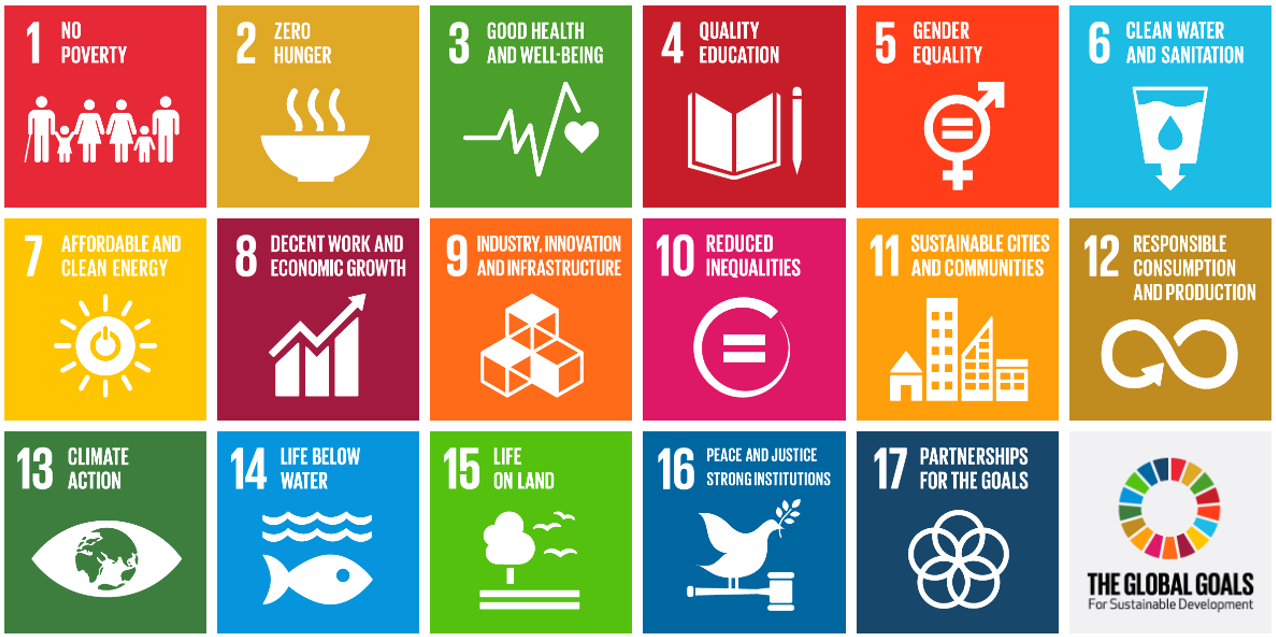 1 NO
POVERTY
2 ZERO
HUNGER
3 GOOD HEALTH
AND WELL-BEING
4 QUALITY
EDUCATION
5 GENDER
EQUALITY
6 CLEAN WATER
AND SANITATION
7 AFFORDABLE AND
CLEAN ENERGY
8 DECENT WORK AND
ECONOMIC GROWTH
9 INDUSTRY, INNOVATION
AND INFRASTRUCTURE
10 REDUCED
INEQUALITIES
11 SUSTAINABLE CITIES
AND COMMUNITIES
12 RESPONSIBLE
CONSUMPTION
AND PRODUCTION
13 CLIMATE
ACTION
14 LIFE BELOW
WATER
15 LIFE
ON LAND
16 PEACE AND JUSTICE
STRONG INSTITUTIONS
17 PARTNERSHIPS
FOR THE GOALS
THE GLOBAL GOALS
For Sustainable Development